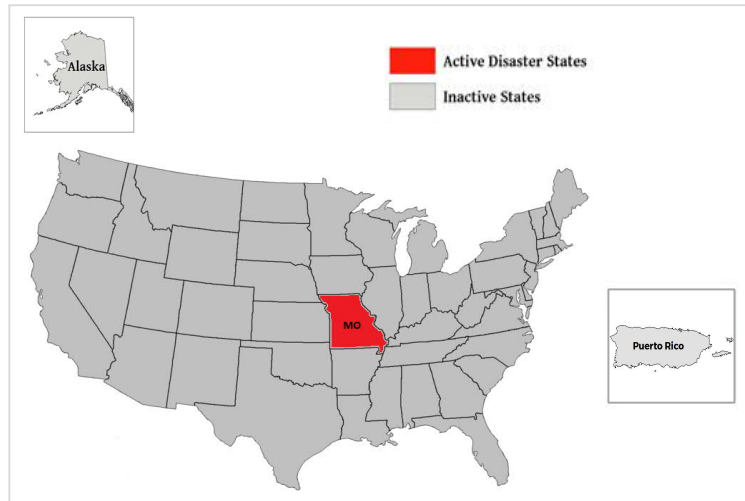 Alaska
Active Disaster States
Inactive States
MO
Puerto Rico